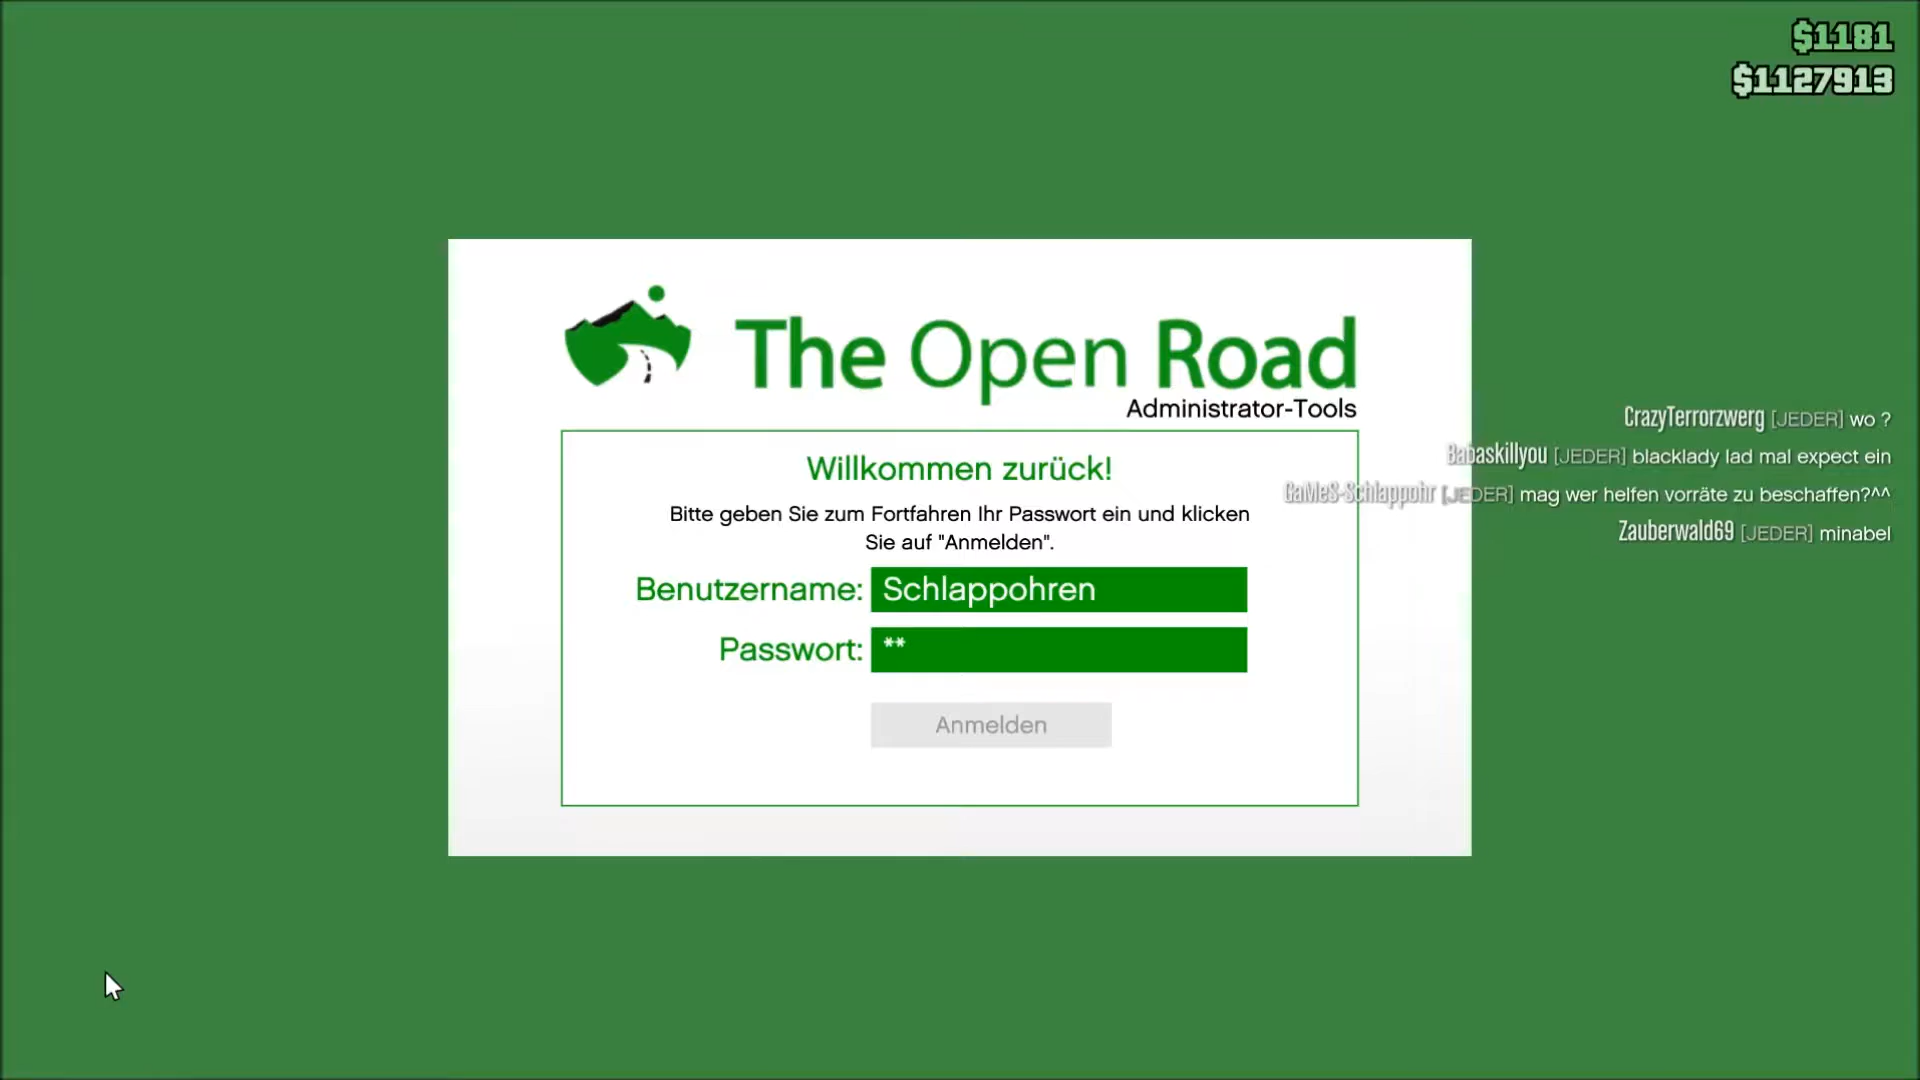 $1181
$1127913
The Open Road
Administrator-Tools
Willkommen zurück!
Bitte geben Sie zum Fortfahren Ihr Passwort ein und klicken
Sie auf "Anmelden".
Benutzername: Schlappohren
Passwort: **
Anmelden
CrazyTerrorzwerg [JEDER] wo ?
Babaskillyou [JEDER] blacklady lad mal expect ein
GaMeS-Schlappohr [JEDER] mag wer helfen vorräte zu beschaffen?^^
Zauberwald69 [JEDER] minabel